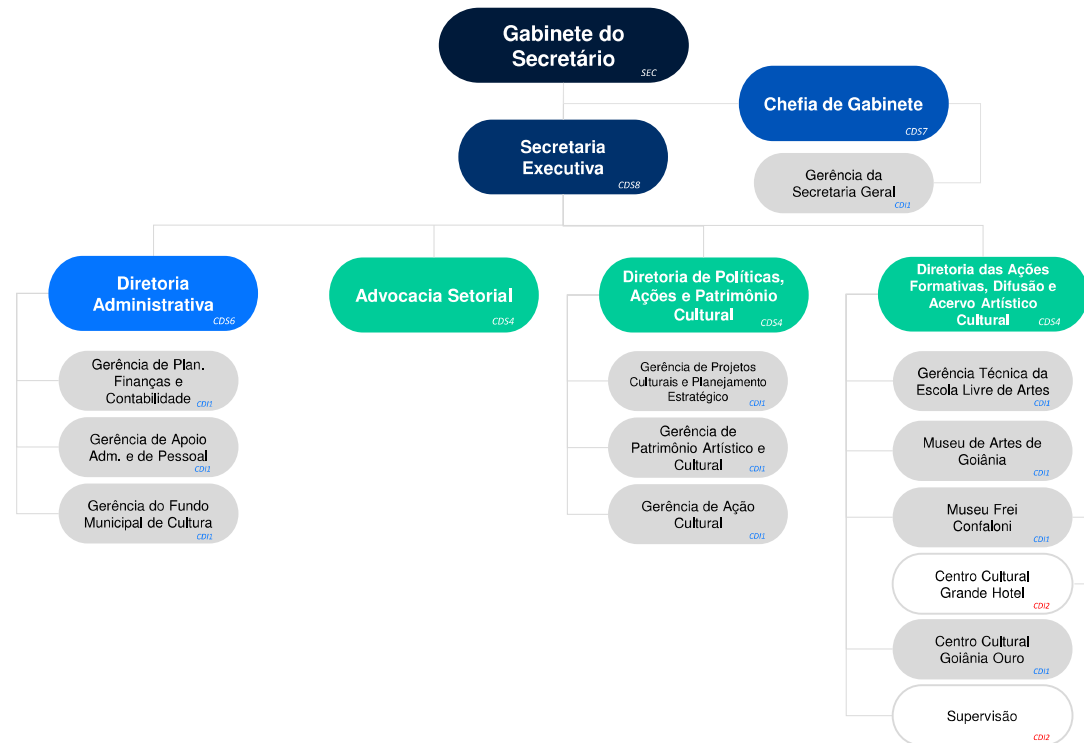 Gabinete do
Secretário
SEC
Chefia de Gabinete
CDS7
Secretaria
Executiva
CDS8
Gerência da
Secretaria Geral
CDI1
Diretoria
Administrativa
CDS6
Advocacia Setorial
CDS4
Diretoria de Políticas,
Ações e Patrimônio
Cultural
CDS4
Diretoria das Ações
Formativas, Difusão e
Acervo Artístico
Cultural
CDS4
Gerência de Plan.
Finanças e
Contabilidade
CDI1
Gerência de Apoio
Adm. e de Pessoal
CDI1
Gerência do Fundo
Municipal de Cultura
CDI1
Gerência de Projetos
Culturais e Planejamento
Estratégico
CDI1
Gerência de
Patrimônio Artístico e
Cultural
CDI1
Gerência de Ação
Cultural
CDI1
Gerência Técnica da
Escola Livre de Artes
CDI1
Museu de Artes de
Goiânia
CDI1
Museu Frei
Confaloni
CDI1
Centro Cultural
Grande Hotel
CDI2
Centro Cultural
Goiânia Ouro
CDI1
Supervisão
CDI2